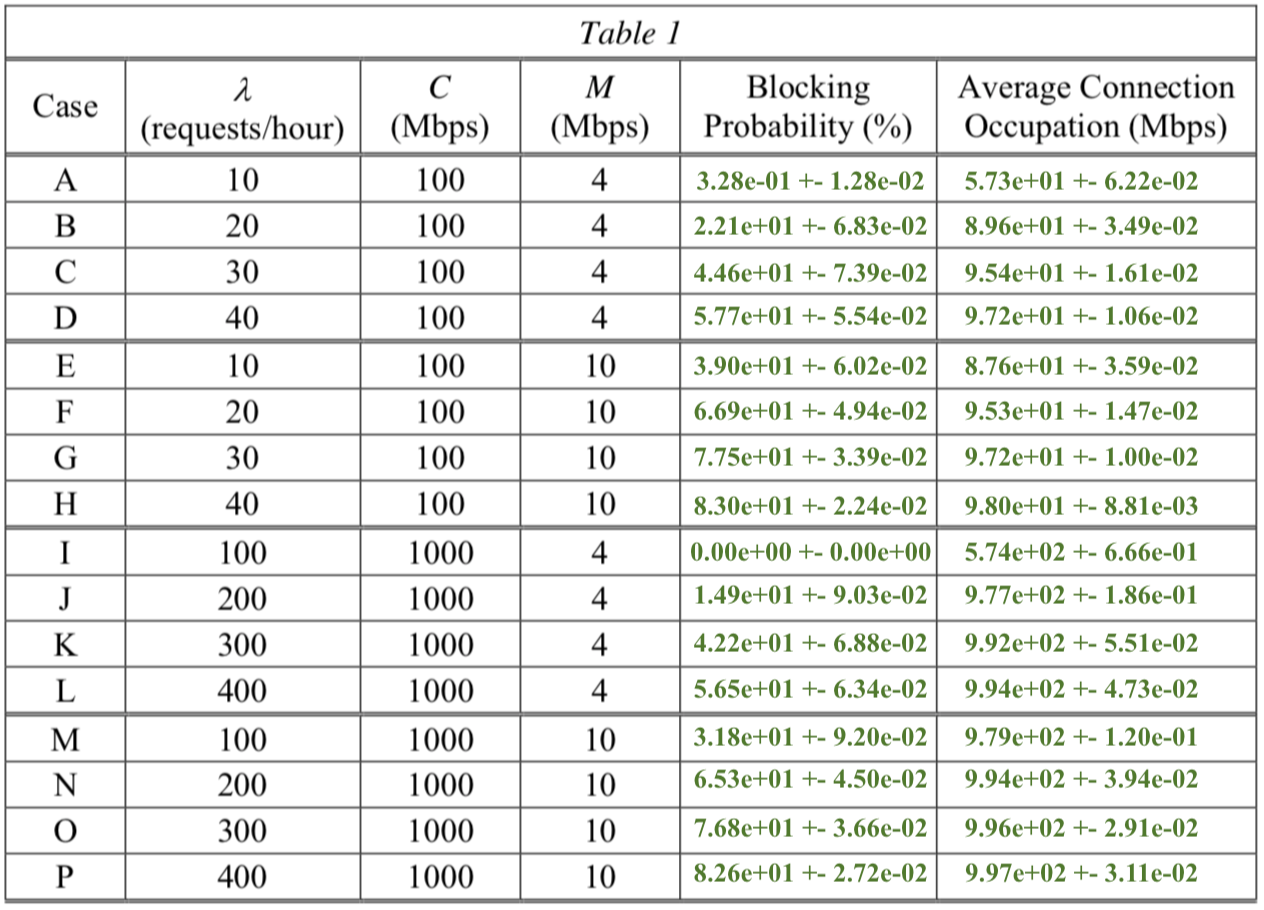 Table 1
Case λ (requests/hour) C (Mbps) M (Mbps) Blocking Probability (%) Average Connection Occupation (Mbps)
A 10 100 4 3.28e-01 +- 1.28e-02 5.73e+01 +- 6.22e-02
B 20 100 4 2.21e+01 +- 6.83e-02 8.96e+01 +- 3.49e-02
C 30 100 4 4.46e+01 +- 7.39e-02 9.54e+01 +- 1.61e-02
D 40 100 4 5.77e+01 +- 5.54e-02 9.72e+01 +- 1.06e-02
E 10 100 10 3.90e+01 +- 6.02e-02 8.76e+01 +- 3.59e-02
F 20 100 10 6.69e+01 +- 4.94e-02 9.53e+01 +- 1.47e-02
G 30 100 10 7.75e+01 +- 3.39e-02 9.72e+01 +- 1.00e-02
H 40 100 10 8.30e+01 +- 2.24e-02 9.80e+01 +- 8.81e-03
I 100 1000 4 0.00e+00 +- 0.00e+00 5.74e+02 +- 6.66e-01
J 200 1000 4 1.49e+01 +- 9.03e-02 9.77e+02 +- 1.86e-01
K 300 1000 4 4.22e+01 +- 6.88e-02 9.92e+02 +- 5.51e-02
L 400 1000 4 5.65e+01 +- 6.34e-02 9.94e+02 +- 4.73e-02
M 100 1000 10 3.18e+01 +- 9.20e-02 9.79e+02 +- 1.20e-01
N 200 1000 10 6.53e+01 +- 4.50e-02 9.94e+02 +- 3.94e-02
O 300 1000 10 7.68e+01 +- 3.66e-02 9.96e+02 +- 2.91e-02
P 400 1000 10 8.26e+01 +- 2.72e-02 9.97e+02 +- 3.11e-02